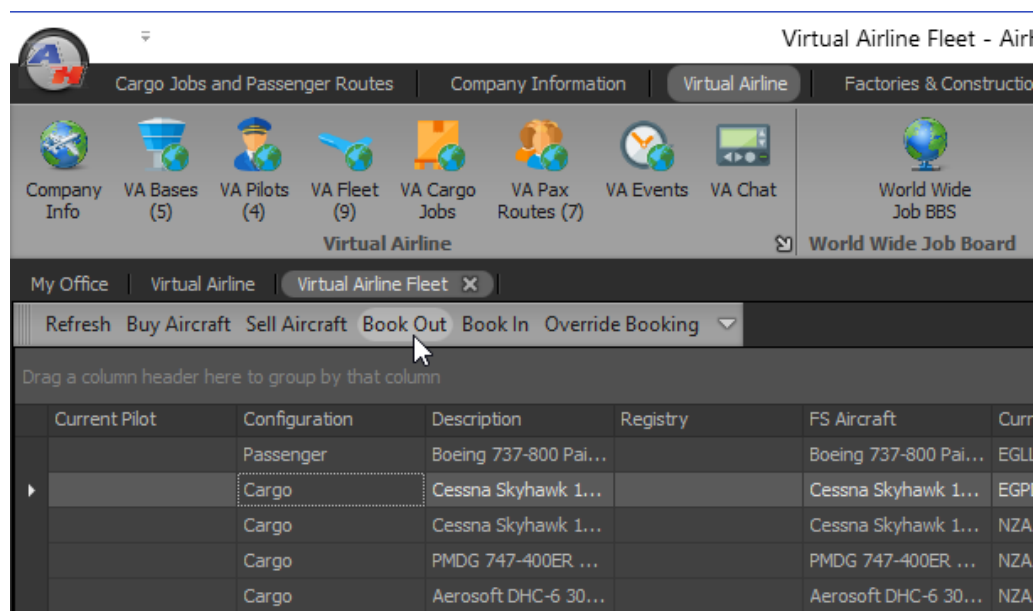 Virtual Airline Fleet - Air
AH
Cargo Jobs and Passenger Routes Company Information Virtual Airline Factories & Constructio
Company Info VA Bases (5) VA Pilots (4) VA Fleet (9) VA Cargo Jobs VA Pax Routes (7) VA Events VA Chat World Wide Job BBS
Virtual Airline World Wide Job Board
My Office Virtual Airline Virtual Airline Fleet
Refresh Buy Aircraft Sell Aircraft Book Out Book In Override Booking
Drag a column header here to group by that column
Current Pilot Configuration Description Registry FS Aircraft Curr
Passenger Boeing 737-800 Pai... Boeing 737-800 Pai... EGLL
Cargo Cessna Skyhawk 1... Cessna Skyhawk 1... EGP
Cargo Cessna Skyhawk 1... Cessna Skyhawk 1... NZA
Cargo PMDG 747-400ER ... PMDG 747-400ER ... NZA
Cargo Aerosoft DHC-6 30... Aerosoft DHC-6 30... NZA